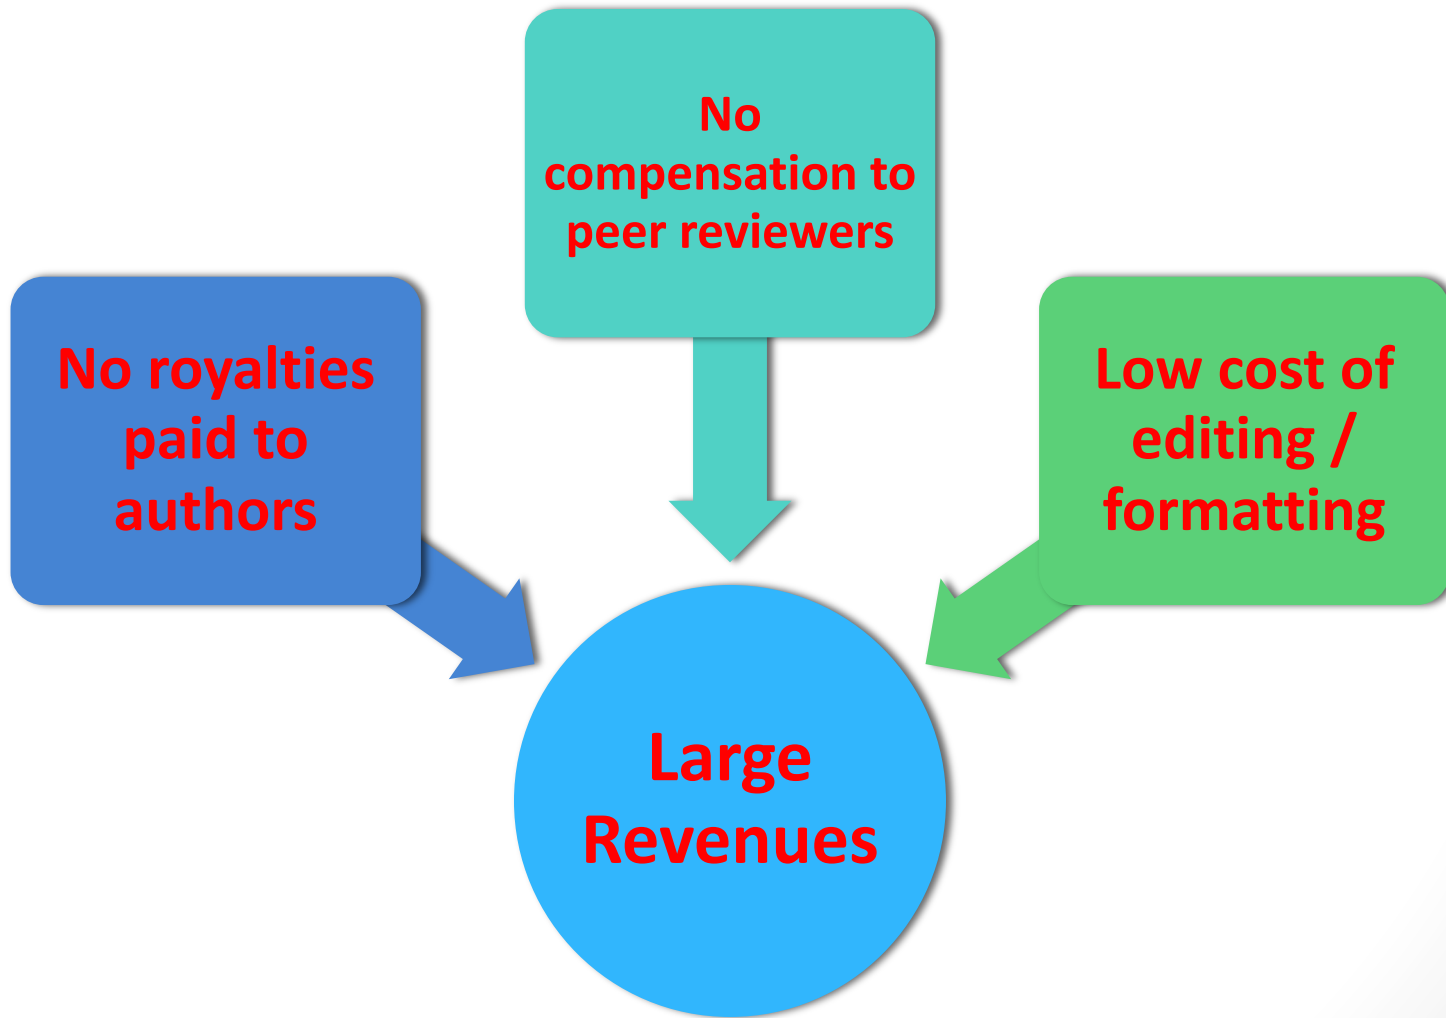 No
compensation to
peer reviewers
No royalties
paid to
authors
Low cost of
editing /
formatting
Large
Revenues